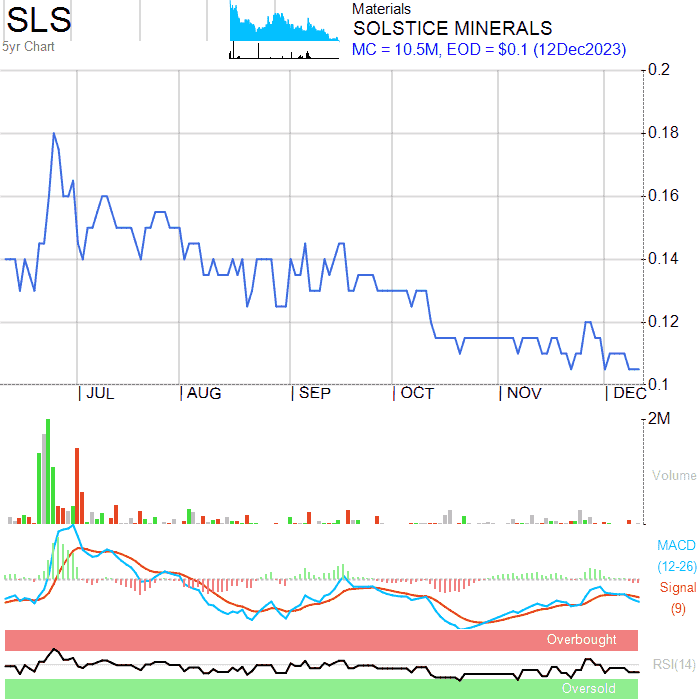 SLS
5yr Chart
Materials
SOLSTICE MINERALS
MC = 10.5M, EOD = $0.1 (12Dec2023)
0.2
0.18
0.16
0.14
0.12
0.1
| JUL | AUG | SEP | OCT | NOV | DEC
2M
Volume
MACD
(12-26)
Signal
(9)
Overbought
RSI(14)
Oversold